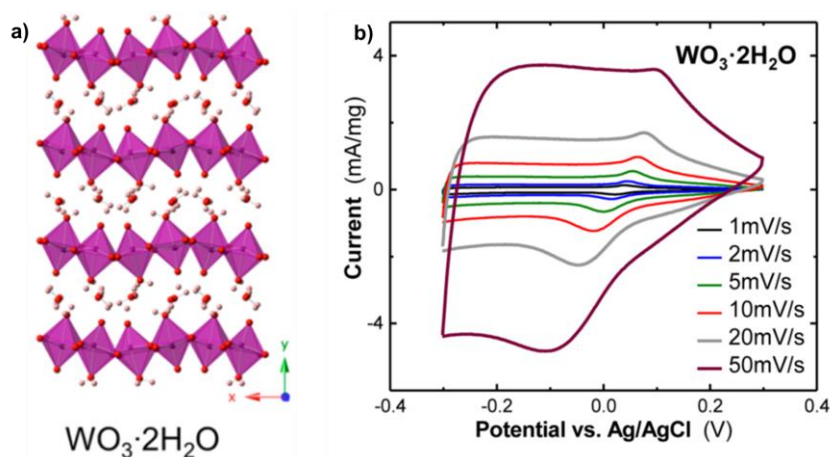 a)
x
y
WO₃·2H₂O
b)
WO₃·2H₂O
Current (mA/mg)
4
0
-4
1mV/s
2mV/s
5mV/s
10mV/s
20mV/s
50mV/s
-0.4
-0.2
0.0
0.2
0.4
Potential vs. Ag/AgCl (V)